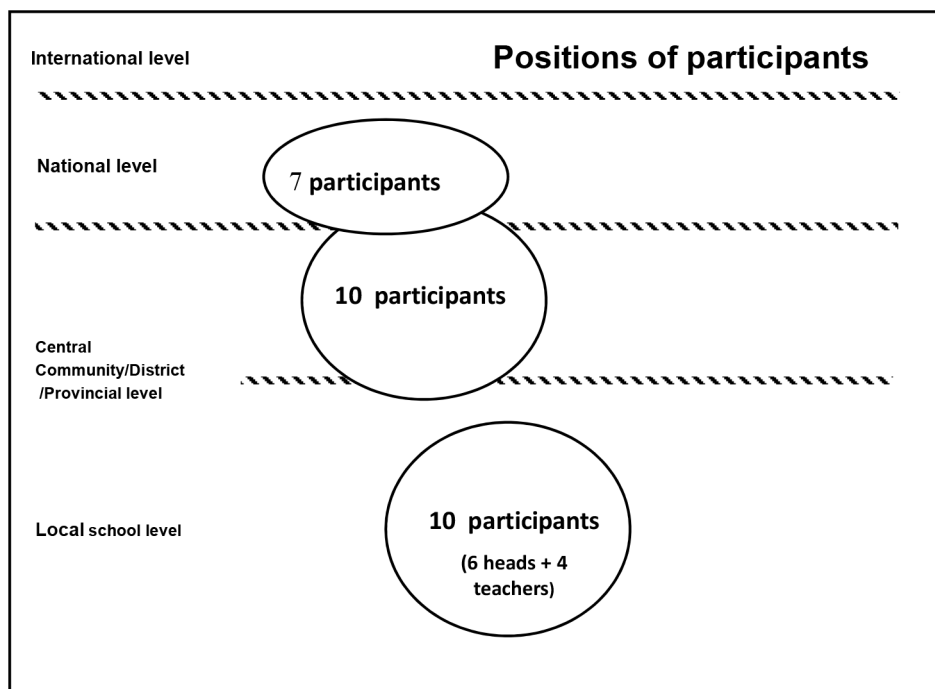 International level
Positions of participants
National level
7 participants
10 participants
Central
Community/District
/Provincial level
Local school level
10 participants
(6 heads + 4
teachers)